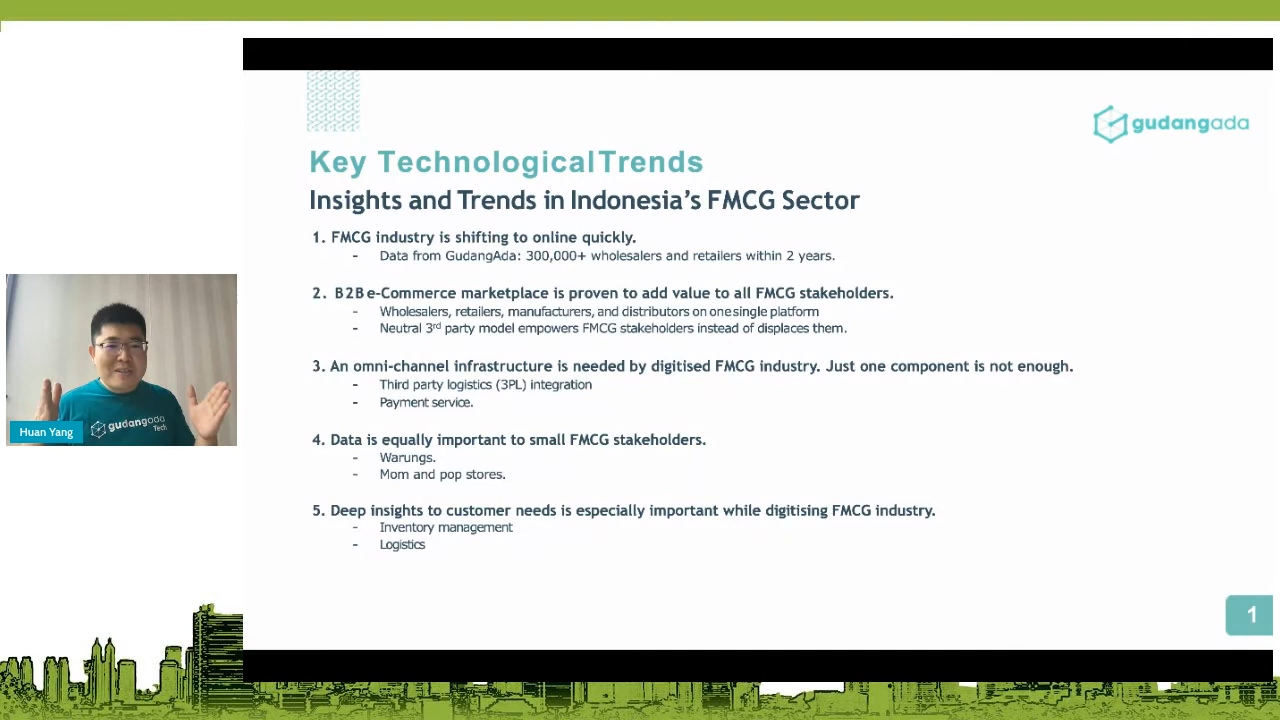 gudangada
Key Technological Trends
Insights and Trends in Indonesia's FMCG Sector
1. FMCG industry is shifting to online quickly.
- Data from GudangAda: 300,000+ wholesalers and retailers within 2 years.
2. B2B e-Commerce marketplace is proven to add value to all FMCG stakeholders.
- Wholesalers, retailers, manufacturers, and distributors on one single platform
- Neutral 3rd party model empowers FMCG stakeholders instead of displaces them.
3. An omni-channel infrastructure is needed by digitised FMCG industry. Just one component is not enough.
- Third party logistics (3PL) integration
- Payment service.
4. Data is equally important to small FMCG stakeholders.
- Warungs.
- Mom and pop stores.
5. Deep insights to customer needs is especially important while digitising FMCG industry.
- Inventory management
- Logistics
1
gudangada
Tech
Huan Yang